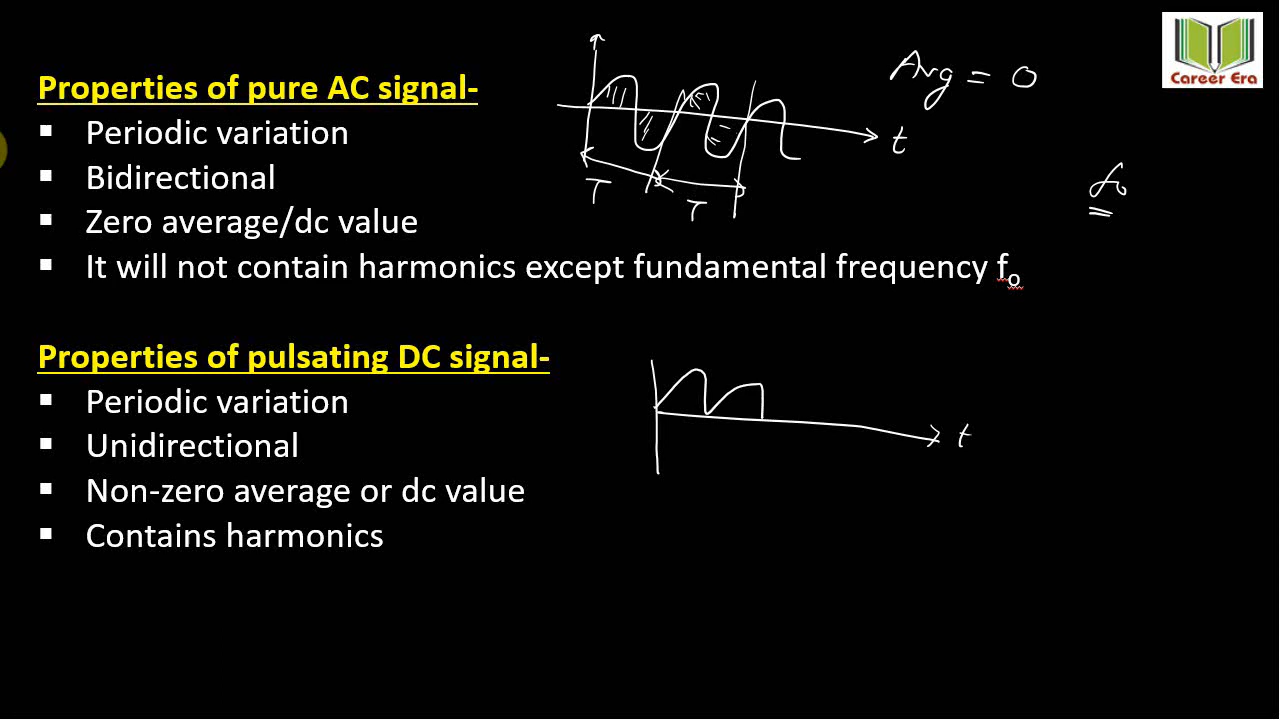 Career Era
Avg = 0
Properties of pure AC signal-
▪ Periodic variation
▪ Bidirectional
▪ Zero average/dc value
▪ It will not contain harmonics except fundamental frequency fo
t
T
T
fo
Properties of pulsating DC signal-
▪ Periodic variation
▪ Unidirectional
▪ Non-zero average or dc value
▪ Contains harmonics
t